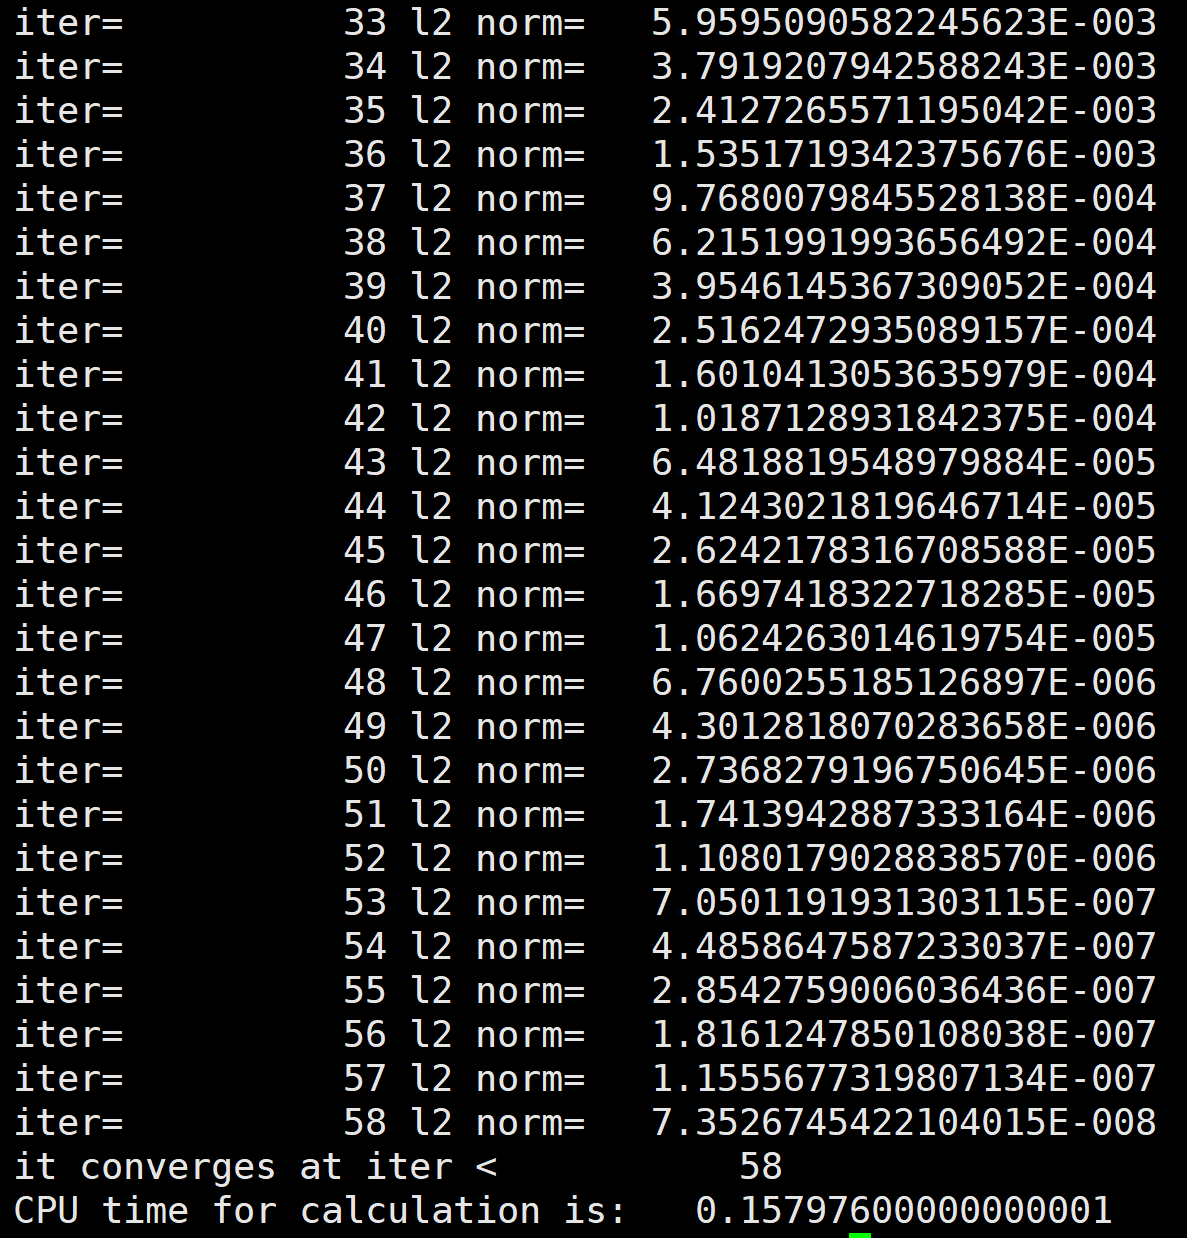 iter=          33 l2 norm=   5.9595090582245623E-003
iter=          34 l2 norm=   3.7919207942588243E-003
iter=          35 l2 norm=   2.4127265571195042E-003
iter=          36 l2 norm=   1.5351719342375676E-003
iter=          37 l2 norm=   9.7680079845528138E-004
iter=          38 l2 norm=   6.2151991993656492E-004
iter=          39 l2 norm=   3.9546145367309052E-004
iter=          40 l2 norm=   2.5162472935089157E-004
iter=          41 l2 norm=   1.6010413053635979E-004
iter=          42 l2 norm=   1.0187128931842375E-004
iter=          43 l2 norm=   6.4818819548979884E-005
iter=          44 l2 norm=   4.1243021819646714E-005
iter=          45 l2 norm=   2.6242178316708588E-005
iter=          46 l2 norm=   1.6697418322718285E-005
iter=          47 l2 norm=   1.0624263014619754E-005
iter=          48 l2 norm=   6.7600255185126897E-006
iter=          49 l2 norm=   4.3012818070283658E-006
iter=          50 l2 norm=   2.7368279196750645E-006
iter=          51 l2 norm=   1.7413942887333164E-006
iter=          52 l2 norm=   1.1080179028838570E-006
iter=          53 l2 norm=   7.0501191931303115E-007
iter=          54 l2 norm=   4.4858647587233037E-007
iter=          55 l2 norm=   2.8542759006036436E-007
iter=          56 l2 norm=   1.8161247850108038E-007
iter=          57 l2 norm=   1.1555677319807134E-007
iter=          58 l2 norm=   7.3526745422104015E-008
it converges at iter <           58
CPU time for calculation is:   0.15797600000000001